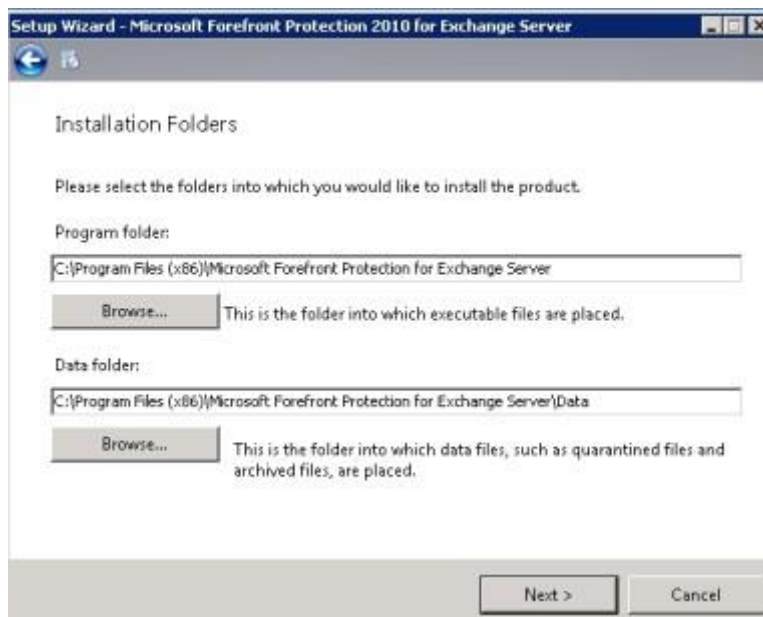 Setup Wizard - Microsoft Forefront Protection 2010 for Exchange Server
Installation Folders
Please select the folders into which you would like to install the product.
Program folder:
C:\Program Files (x86)\Microsoft Forefront Protection for Exchange Server
Browse...
This is the folder into which executable files are placed.
Data folder:
C:\Program Files (x86)\Microsoft Forefront Protection for Exchange Server\Data
Browse...
This is the folder into which data files, such as quarantined files and
archived files, are placed.
Next >
Cancel